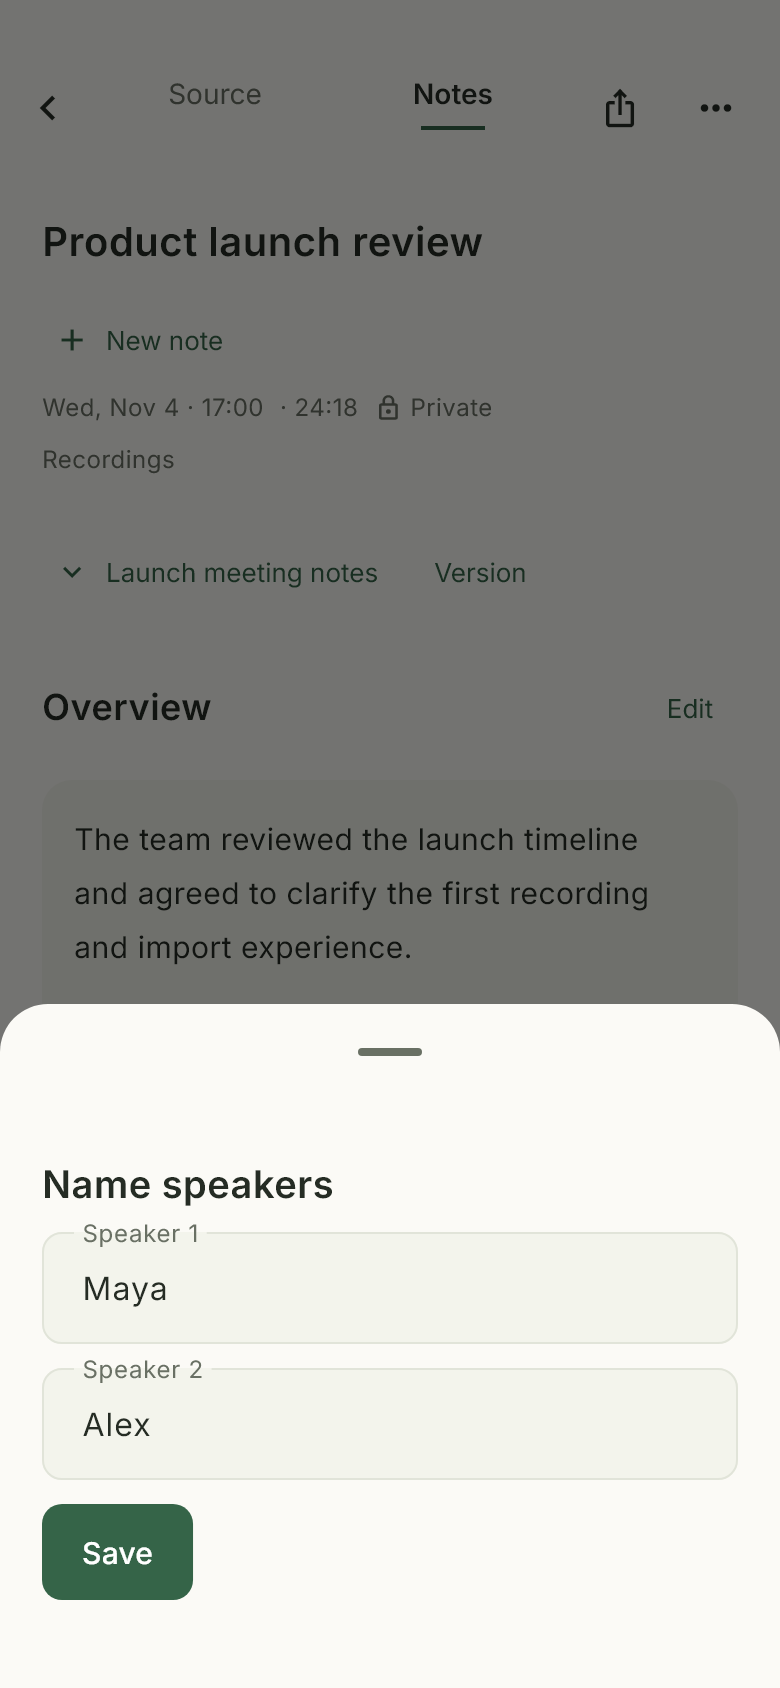 Source
Notes
Product launch review
New note
Wed, Nov 4 · 17:00 · 24:18 Private
Recordings
Launch meeting notes Version
Overview
Edit
The team reviewed the launch timeline
and agreed to clarify the first recording
and import experience.
Name speakers
Speaker 1
Maya
Speaker 2
Alex
Save